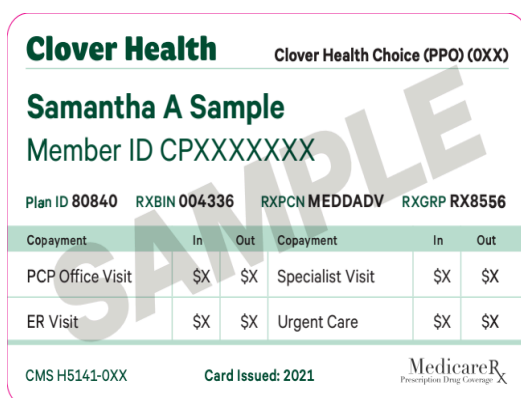 Clover Health
Clover Health Choice (PPO) (0XX)
Samantha A Sample
Member ID CPXXXXXXX
Plan ID 80840 RXBIN 004336 RXPCN MEDDADV RXGRP RX8556
Copayment In Out Copayment In Out
PCP Office Visit $X $X Specialist Visit $X $X
ER Visit $X $X Urgent Care $X $X
CMS H5141-0XX Card Issued: 2021 MedicareRx
Prescription Drug Coverage
SAMPLE